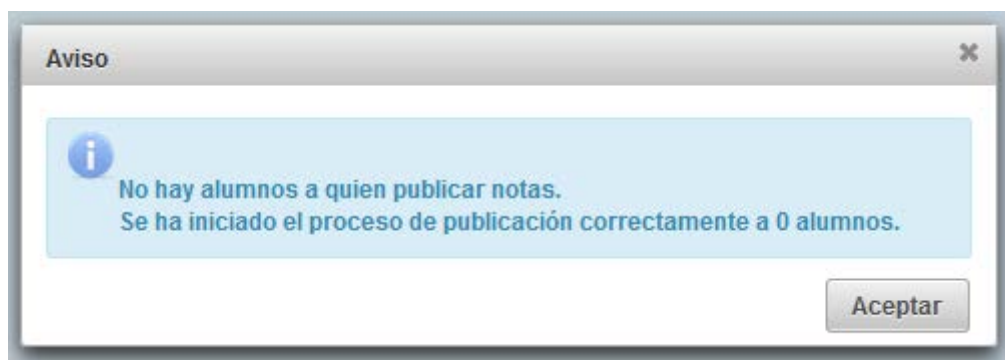 Aviso
No hay alumnos a quien publicar notas.
Se ha iniciado el proceso de publicación correctamente a 0 alumnos.
Aceptar